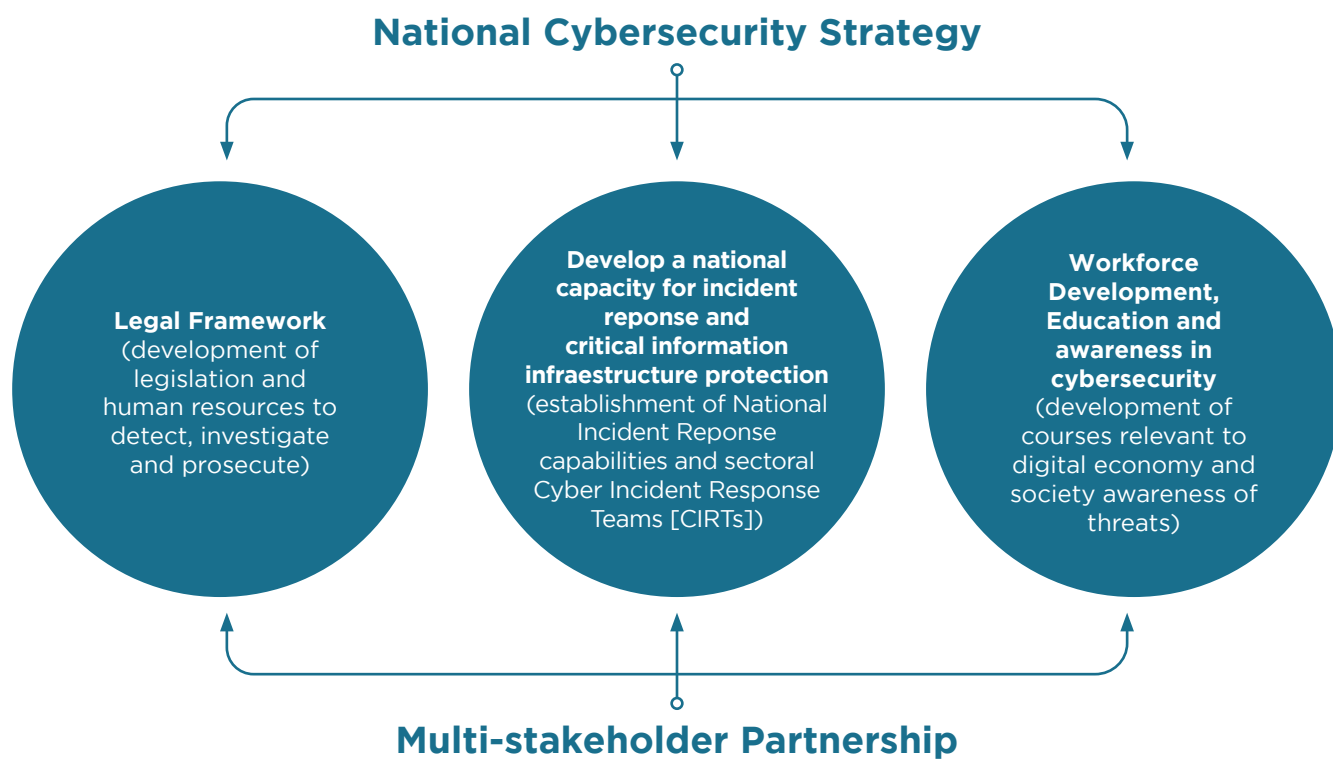 National Cybersecurity Strategy
Legal Framework
(development of
legislation and
human resources to
detect, investigate
and prosecute)
Develop a national
capacity for incident
reponse and
critical information
infraestructure protection
(establishment of National
Incident Reponse
capabilities and sectoral
Cyber Incident Response
Teams [CIRTs])
Workforce
Development,
Education and
awareness in
cybersecurity
(development of
courses relevant to
digital economy and
society awareness of
threats)
Multi-stakeholder Partnership